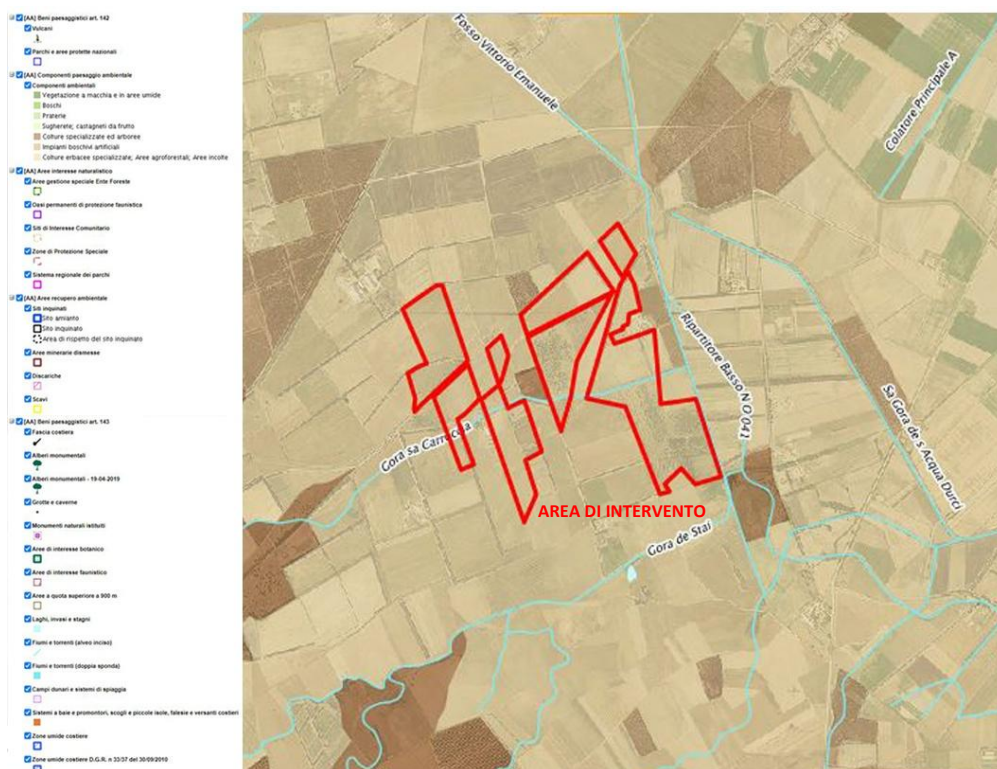 [AA] Beni paesaggistici art. 142
Vulcani
Parchi e aree protette nazionali
[AA] Componenti paesaggio ambientale
Componenti ambientali
Vegetazione a macchia e in aree umide
Boschi
Praterie
Sugherete; castagneti da frutto
Colture specializzate ed arboree
Impianti boschivi artificiali
Colture erbacee specializzate; Aree agroforestali; Aree incolte
[AA] Aree interesse naturalistico
Aree gestione speciale Ente Foreste
Oasi permanenti di protezione faunistica
Siti di Interesse Comunitario
Zone di Protezione Speciale
Sistema regionale dei parchi
[AA] Aree recupero ambientale
Siti inquinati
Sito amianto
Sito inquinato
Area di rispetto del sito inquinato
Aree minerarie dismesse
Discariche
Scavi
[AA] Beni paesaggistici art. 143
Fascia costiera
Alberi monumentali
Alberi monumentali - 19-04-2019
Grotte e caverne
Monumenti naturali istituiti
Aree di interesse botanico
Aree di interesse faunistico
Aree a quota superiore a 900 m
Laghi, invasi e stagni
Fiumi e torrenti (alveo inciso)
Fiumi e torrenti (doppia sponda)
Campi dunari e sistemi di spiaggia
Sistemi a baie e promontori, scogli e piccole isole, falesie e versanti costieri
Zone umide costiere
Zone umide costiere D.G.R. n 33/37 del 30/09/2010
Fosso Vittorio Emanuele
Colatore Principale A
Ripartitore Basso N O 041
Sa Gora de s Acqua Durci
Gora sa Carroccia
AREA DI INTERVENTO
Gora de Stai